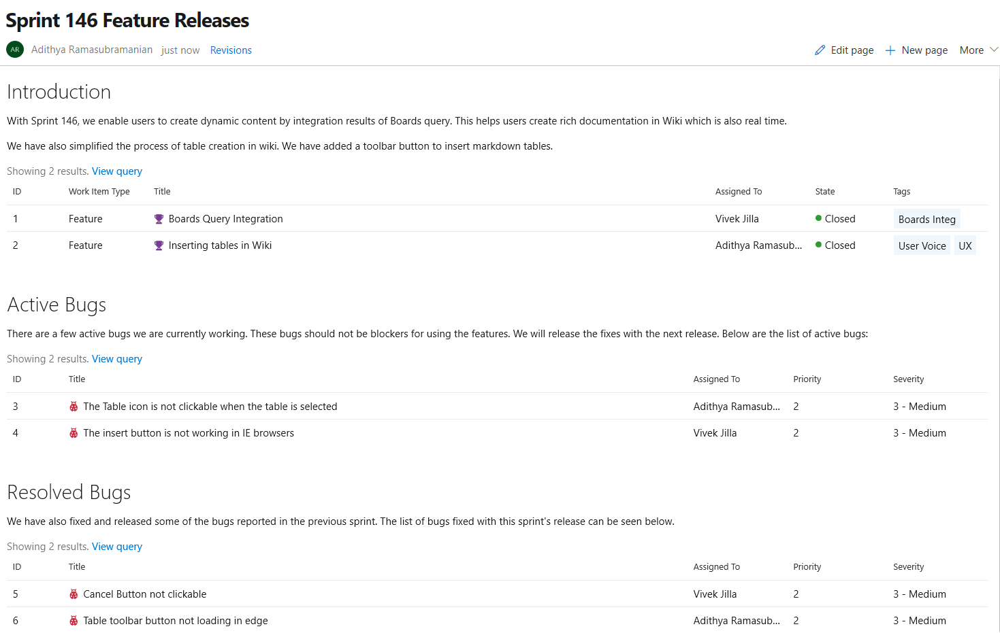 Sprint 146 Feature Releases
AR Adithya Ramasubramanian just now Revisions Edit page New page More
Introduction
With Sprint 146, we enable users to create dynamic content by integration results of Boards query. This helps users create rich documentation in Wiki which is also real time.
We have also simplified the process of table creation in wiki. We have added a toolbar button to insert markdown tables.
Showing 2 results. View query
ID Work Item Type Title Assigned To State Tags
1 Feature Boards Query Integration Vivek Jilla Closed Boards Integ
2 Feature Inserting tables in Wiki Adithya Ramasub... Closed User Voice UX
Active Bugs
There are a few active bugs we are currently working. These bugs should not be blockers for using the features. We will release the fixes with the next release. Below are the list of active bugs:
Showing 2 results. View query
ID Title Assigned To Priority Severity
3 The Table icon is not clickable when the table is selected Adithya Ramasub... 2 3 - Medium
4 The insert button is not working in IE browsers Vivek Jilla 2 3 - Medium
Resolved Bugs
We have also fixed and released some of the bugs reported in the previous sprint. The list of bugs fixed with this sprint's release can be seen below.
Showing 2 results. View query
ID Title Assigned To Priority Severity
5 Cancel Button not clickable Vivek Jilla 2 3 - Medium
6 Table toolbar button not loading in edge Adithya Ramasub... 2 3 - Medium